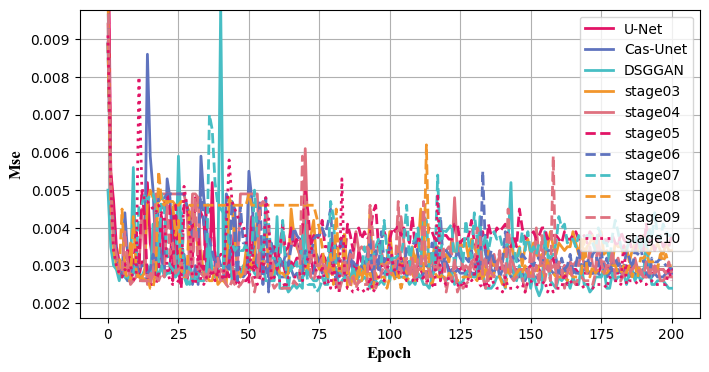 0.009
0.008
0.007
0.006
0.005
0.004
0.003
0.002
Mse
0
25
50
75
100
125
150
175
200
Epoch
U-Net
Cas-Unet
DSGGAN
stage03
stage04
stage05
stage06
stage07
stage08
stage09
stage10